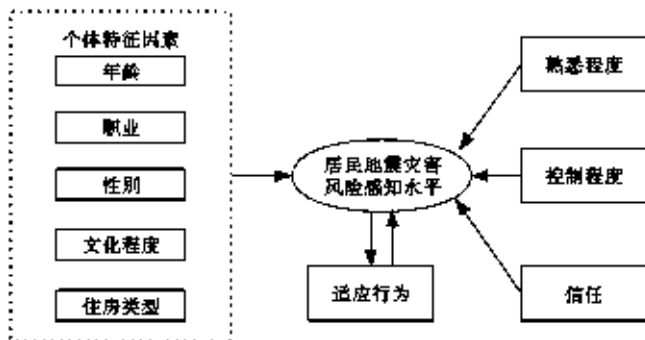 个体特征因素
年龄
职业
性别
文化程度
住房类型
居民地震灾害
风险感知水平
适应行为
熟悉程度
控制程度
信任